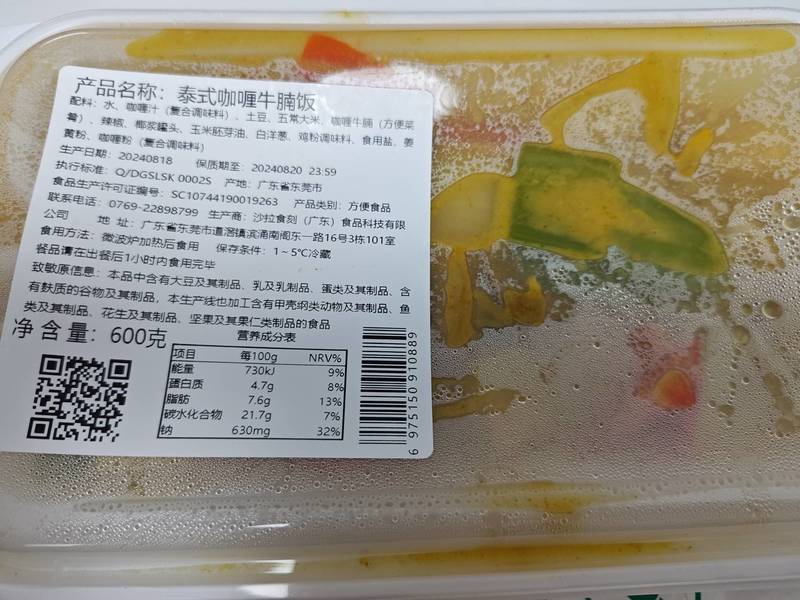 产品名称：泰式咖喱牛腩饭
配料：水、咖喱汁（复合调味料）、土豆、五常大米、咖喱牛腩（方便菜
肴）、辣椒、椰浆罐头、玉米胚芽油、白洋葱、鸡粉调味料、食用盐、姜
黄粉、咖喱粉（复合调味料）
生产日期：20240818 保质期至：20240820 23:59
执行标准：Q/DGSLSK 0002S 产地：广东省东莞市
食品生产许可证编号：SC10744190019263 产品类别：方便食品
联系电话：0769-22898799 生产商：沙拉食刻（广东）食品科技有限
公司 地 址：广东省东莞市道滘镇滨涌南阁东一路16号3栋101室
食用方法：微波炉加热后食用 保存条件：1～5℃冷藏
餐品请在出餐后1小时内食用完毕
致敏原信息：本品中含有大豆及其制品、乳及乳制品、蛋类及其制品、含
有麸质的谷物及其制品，本生产线也加工含有甲壳纲类动物及其制品、鱼
类及其制品、花生及其制品、坚果及其果仁类制品的食品
净含量：600克
营养成分表
项目 每100g NRV%
能量 730kJ 9%
蛋白质 4.7g 8%
脂肪 7.6g 13%
碳水化合物 21.7g 7%
钠 630mg 32%
6 975150 910889